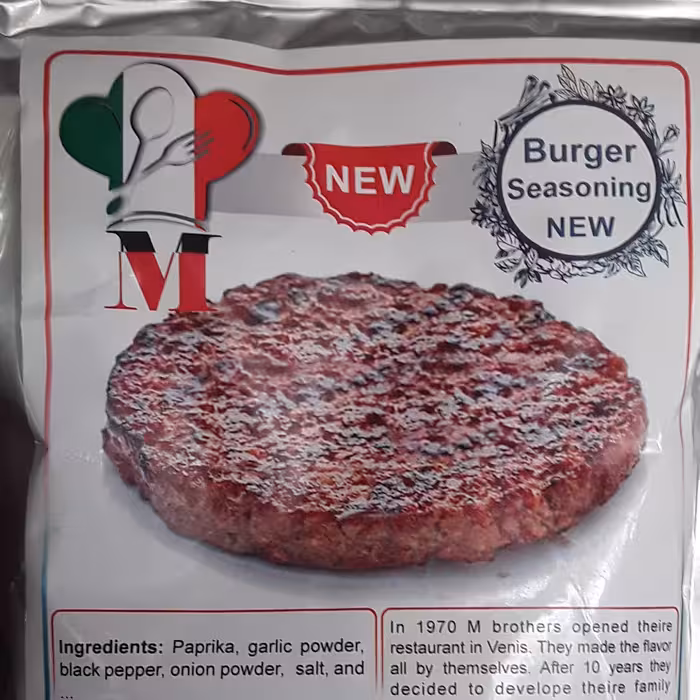 NEW
Burger
Seasoning
NEW
M
Ingredients: Paprika, garlic powder,
black pepper, onion powder, salt, and
...
In 1970 M brothers opened theire
restaurant in Venis. They made the flavor
all by themselves. After 10 years they
decided to develope theire family